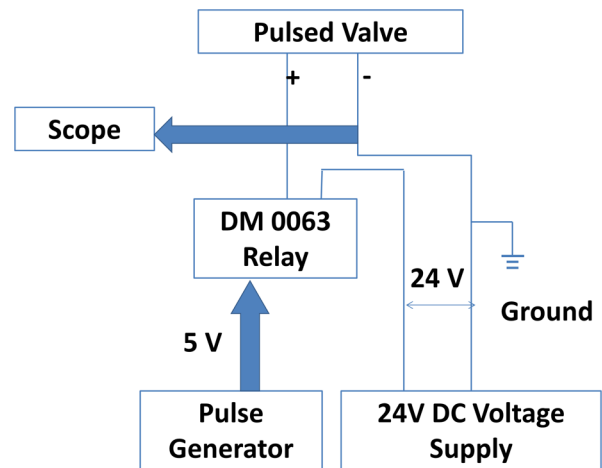 Pulsed Valve
+ -
Scope
DM 0063
Relay
24 V
Ground
5 V
Pulse
Generator
24V DC Voltage
Supply